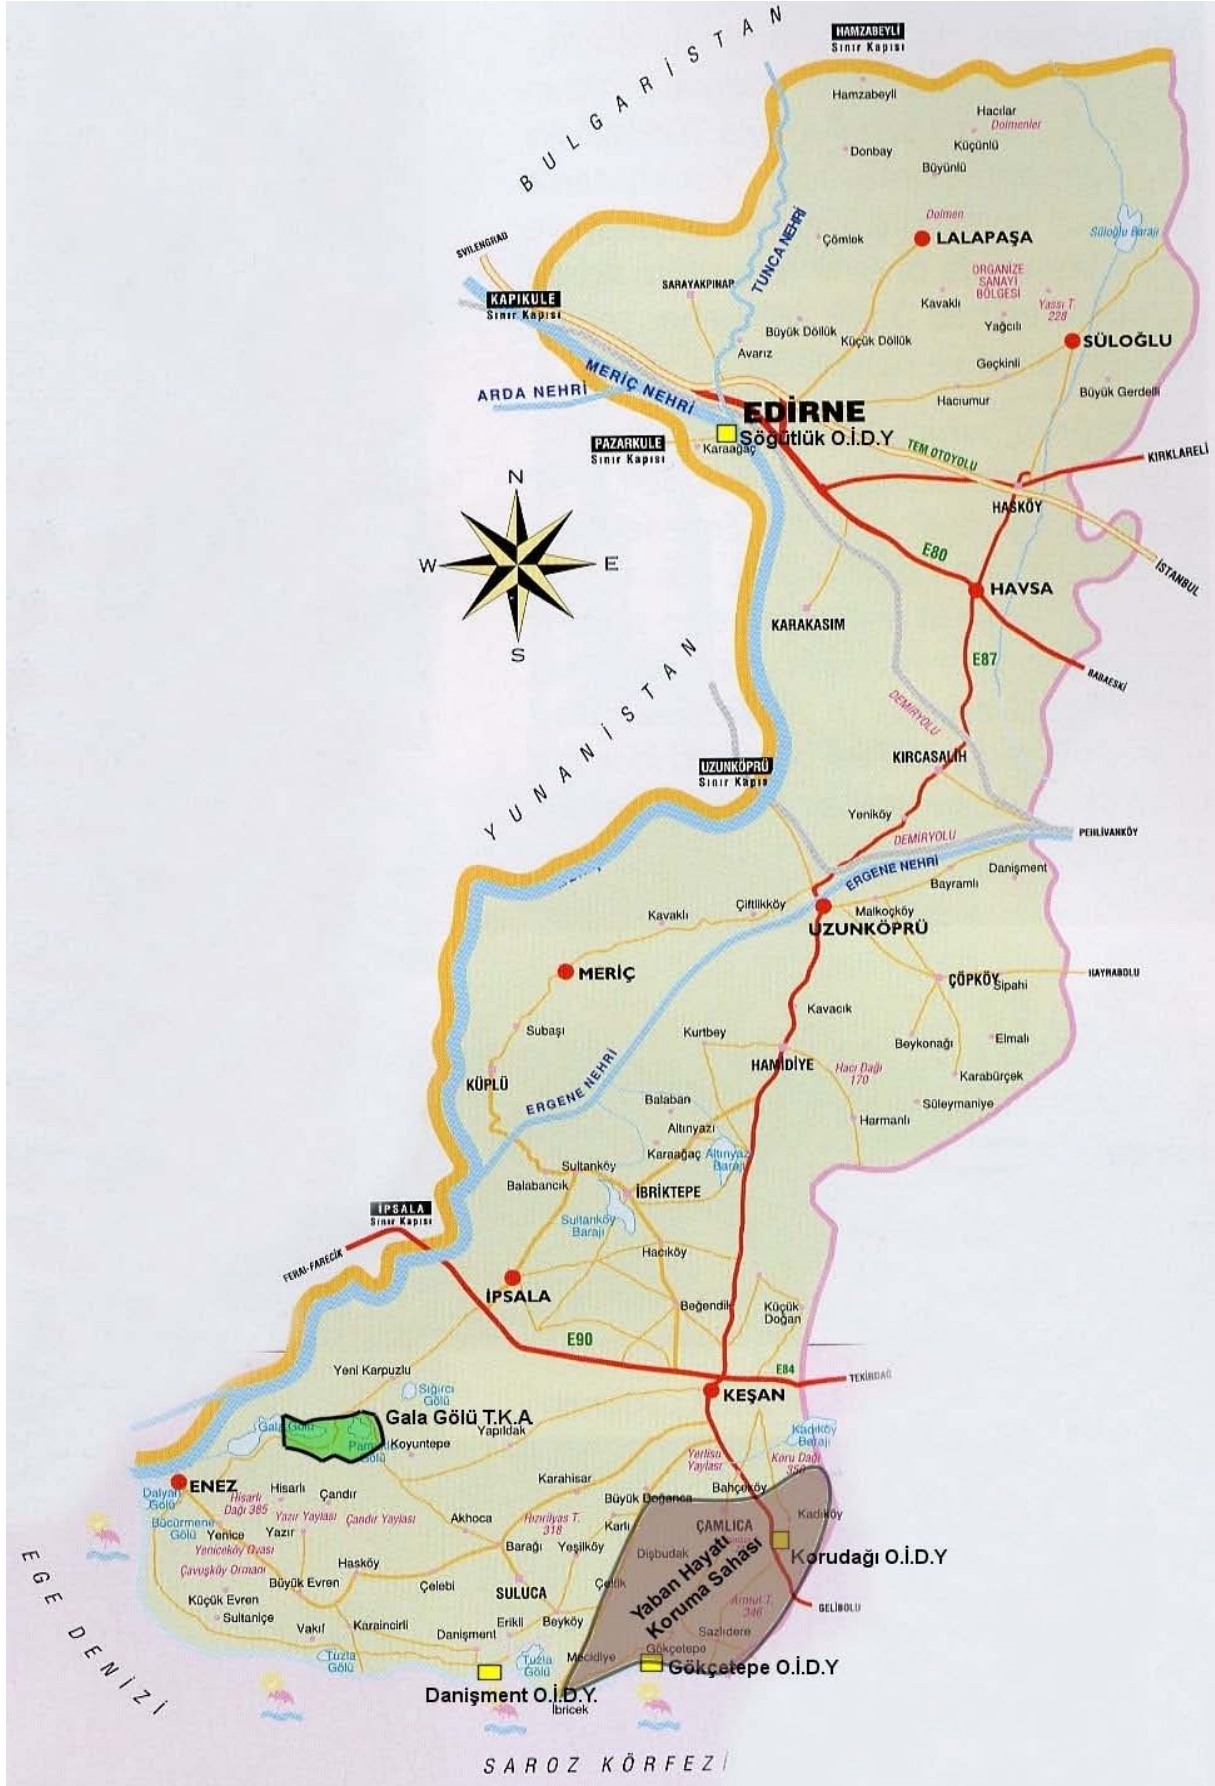 BULGARİSTAN
HAMZABEYLİ
Sınır Kapısı
Hamzabeyli
Hacılar
Dolmenler
Küçünlü
Donbay
Büyünlü
Dolmen
LALAPAŞA
Çömlek
TUNCA NEHRİ
Süloğlu Barajı
SVILENGRAD
KAPIKULE
Sınır Kapısı
SARAYAKPINAP
ORGANİZE
SANAYİ
BÖLGESİ
Kavaklı
Yassı T.
228
Yağcılı
Büyük Döllük
Küçük Döllük
SÜLOĞLU
Avarız
Geçkinli
MERİÇ NEHRİ
ARDA NEHRİ
Hacıumur
Büyük Gerdelli
EDİRNE
Söğütlük O.İ.D.Y
PAZARKULE
Sınır Kapısı
Karaağaç
TEM OTOYOLU
KIRKLARELİ
N
W
E
S
HASKÖY
E80
İSTANBUL
HAVSA
KARAKASIM
E87
BABAESKİ
YUNANİSTAN
DEMİRYOLU
KIRCASALİH
UZUNKÖPRÜ
Sınır Kapıs
Yeniköy
DEMİRYOLU
PEHLİVANKÖY
ERGENE NEHRİ
Danişment
Bayramlı
Çiftlikköy
Kavaklı
Malkoçköy
UZUNKÖPRÜ
MERİÇ
ÇÖPKÖY
Sipahi
HAYRABOLU
Kavacık
Subaşı
Kurtbey
Beykonağı
Elmalı
HAMİDİYE
Hacı Dağı
170
KÜPLÜ
Karabürçek
ERGENE NEHRİ
Balaban
Süleymaniye
Altınyazı
Harmanlı
Karaağaç
Altınyaz
Barajı
Sultanköy
Balabancık
İBRİKTEPE
İPSALA
Sınır Kapısı
Sultanköy
Barajı
FERAI-FARECİK
Hacıköy
İPSALA
Beğendik
Küçük
Doğan
E90
E84
TEKİRDAĞ
Yeni Karpuzlu
KEŞAN
Sığırcı
Gölü
Gala Gölü T.K.A
Gala Gölü
Yapıldak
Koyuntepe
Gölü
Kadıköy
Barajı
Yerlisu
Yaylası
Koru Dağı
350
ENEZ
Dalyan
Gölü
Hisarlı
Hisarlı
Dağı 385
Çandır
Karahisar
Bahçeköy
Büyük Doğanca
Bücürmene
Gölü
Yenice
Yazır Yaylası
Yazır
Çandır Yaylası
Akhoca
Hızırilyas T.
318
Karlı
ÇAMLICA
Kadıköy
Yeniceköy Ovası
Barağı
Yeşilköy
Dişbudak
Korudağı O.İ.D.Y
Çavuşköy Ormanı
Hasköy
Yaban Hayatı
Koruma Sahası
Büyük Evren
Çelebi
SULUCA
Armut T.
346
GELİBOLU
Küçük Evren
Sultaniçe
Vakıf
Karaincirli
Danişment
Erikli
Beyköy
Sazlıdere
Gökçetepe
Mecidiye
Tuzla
Gölü
Tuzla
Gölü
Gökçetepe O.İ.D.Y
Danişment O.İ.D.Y.
İbricek
EGE DENİZİ
SAROZ KÖRFEZİ